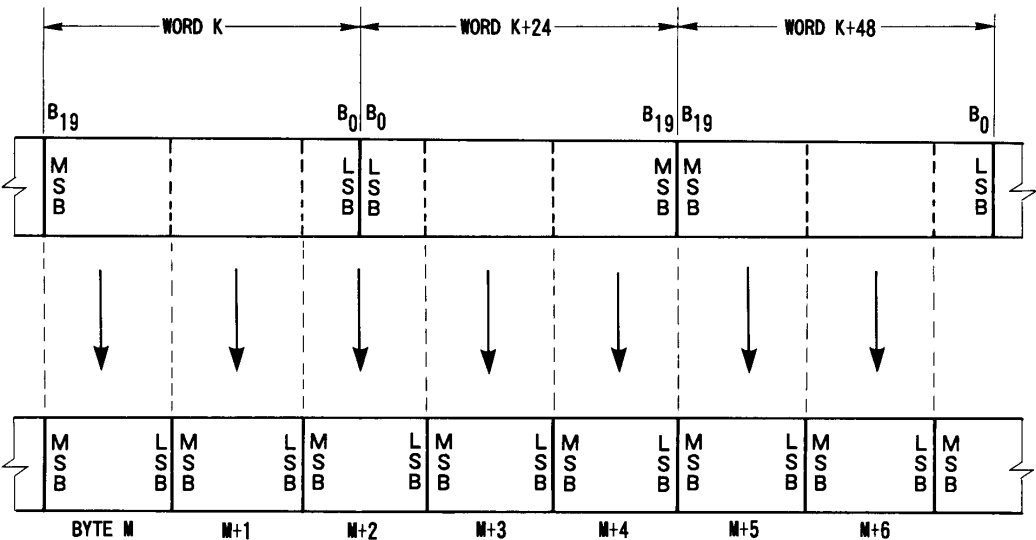 WORD K WORD K+24 WORD K+48
B19 B0 B0 B19 B19 B0
MSB LSB LSB MSB MSB LSB
MSB LSB MSB LSB MSB LSB MSB LSB MSB LSB MSB LSB MSB LSB MSB
BYTE M M+1 M+2 M+3 M+4 M+5 M+6